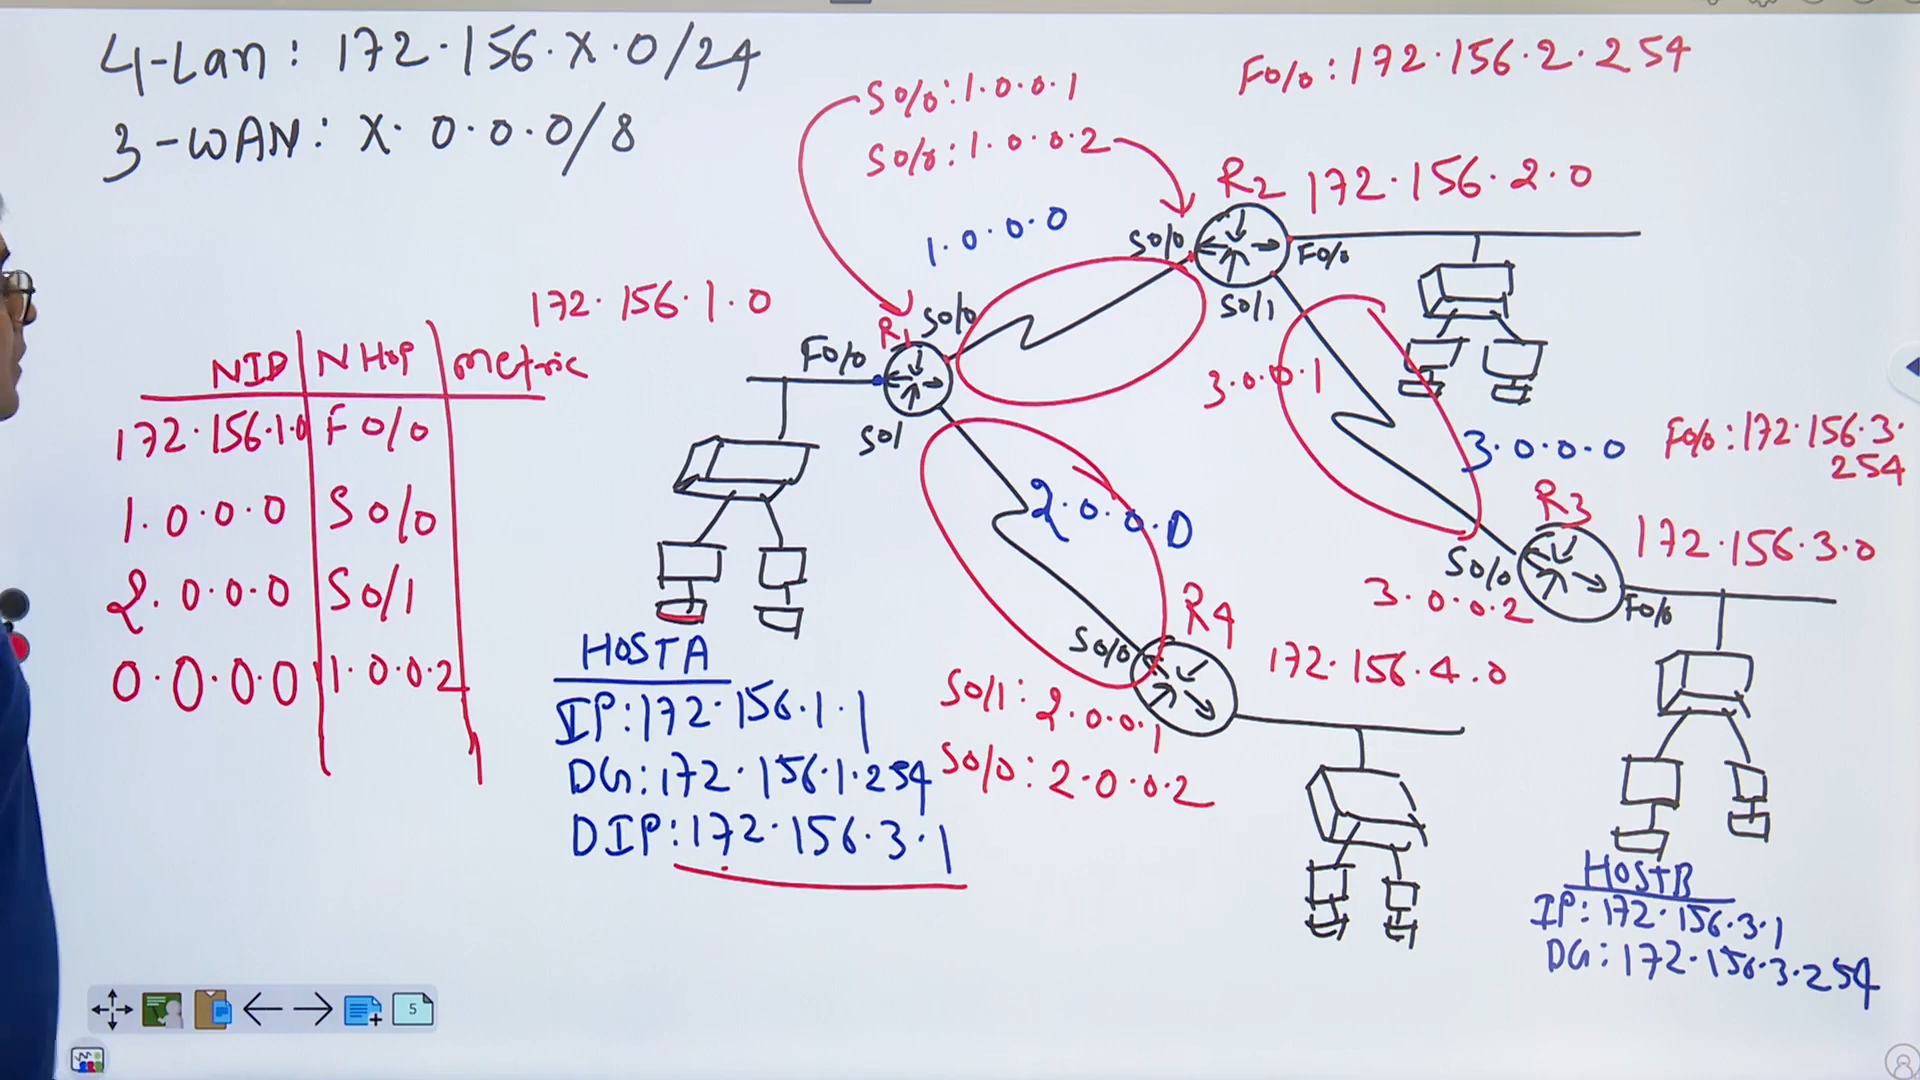 4-Lan: 172.156.X.0/24
3-WAN: X.0.0.0/8
S0/0:1.0.0.1
S0/0:1.0.0.2
F0/0:172.156.2.254
R2 172.156.2.0
1.0.0.0
S0/0
F0/0
S0/1
172.156.1.0
R1
S0/0
F0/0
S01
NID NHop metric
172.156.1.0 F0/0
1.0.0.0 S0/0
2.0.0.0 S0/1
0.0.0.0 1.0.0.2
3.0.0.1
3.0.0.0
F0/0:172.156.3.
254
R3
172.156.3.0
S0/0
3.0.0.2
F0/0
2.0.0.0
R4
S0/0
172.156.4.0
S0/1: 2.0.0.1
S0/0: 2.0.0.2
HOSTA
IP:172.156.1.1
DG:172.156.1.254
DIP:172.156.3.1
HostB
IP: 172.156.3.1
DG: 172.156.3.254
5